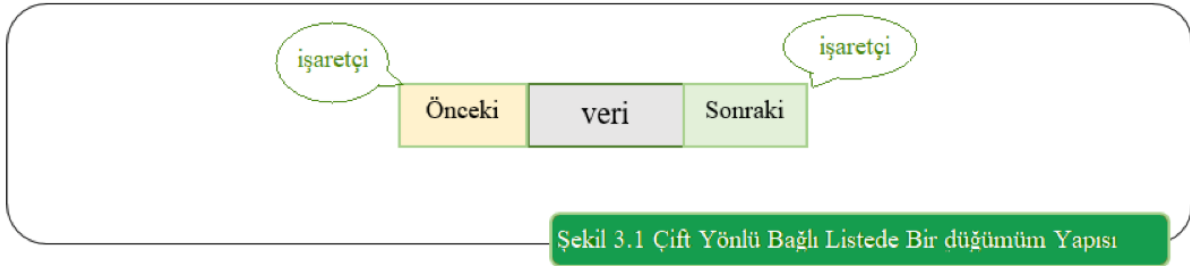 işaretçi
işaretçi
Önceki
veri
Sonraki
Şekil 3.1 Çift Yönlü Bağlı Listede Bir düğümüm Yapısı